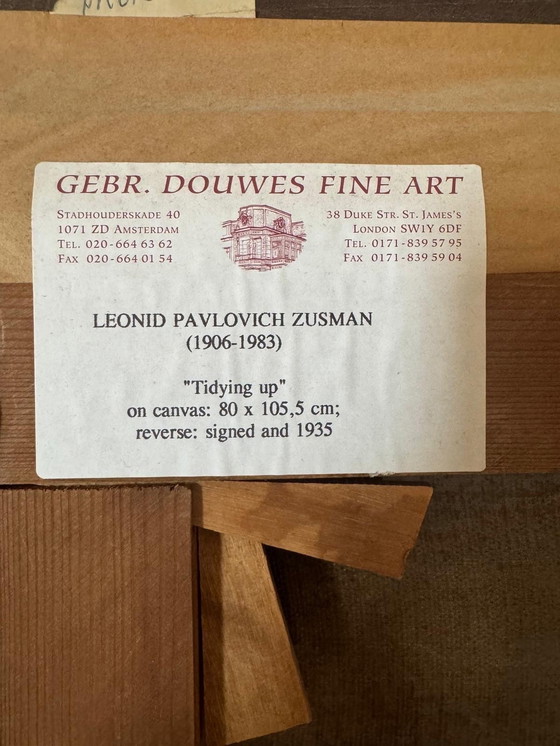 GEBR. DOUWES FINE ART
STADHOUDERSKADE 40
1071 ZD AMSTERDAM
TEL. 020-664 63 62
FAX 020-664 01 54
38 DUKE STR. ST. JAMES'S
LONDON SW1Y 6DF
TEL. 0171-839 57 95
FAX 0171-839 59 04
LEONID PAVLOVICH ZUSMAN
(1906-1983)
"Tidying up"
on canvas: 80 x 105,5 cm;
reverse: signed and 1935